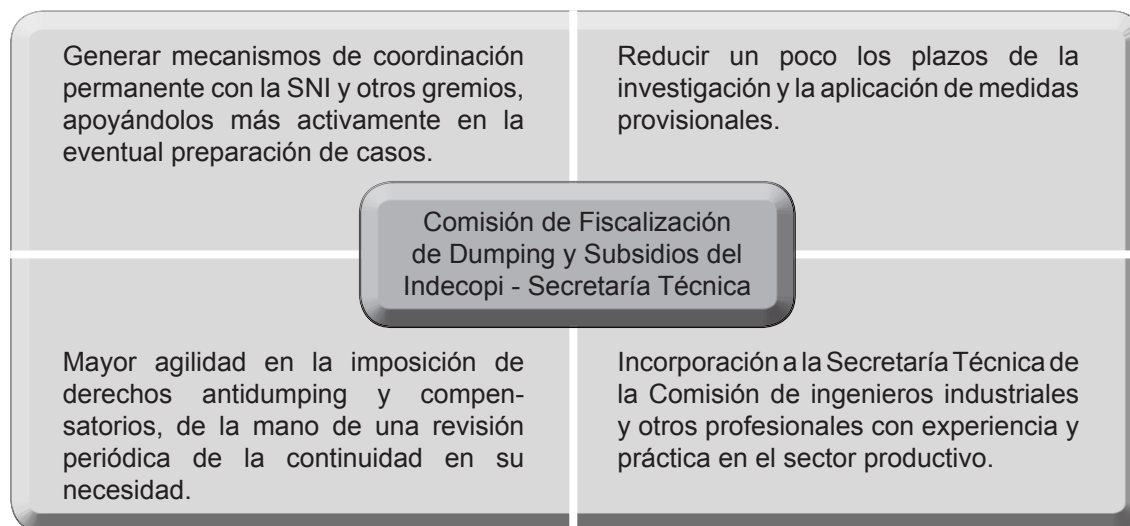 Generar mecanismos de coordinación
permanente con la SNI y otros gremios,
apoyándolos más activamente en la
eventual preparación de casos.
Reducir un poco los plazos de la
investigación y la aplicación de medidas
provisionales.
Comisión de Fiscalización
de Dumping y Subsidios del
Indecopi - Secretaría Técnica
Mayor agilidad en la imposición de
derechos antidumping y compen-
satorios, de la mano de una revisión
periódica de la continuidad en su
necesidad.
Incorporación a la Secretaría Técnica de
la Comisión de ingenieros industriales
y otros profesionales con experiencia y
práctica en el sector productivo.